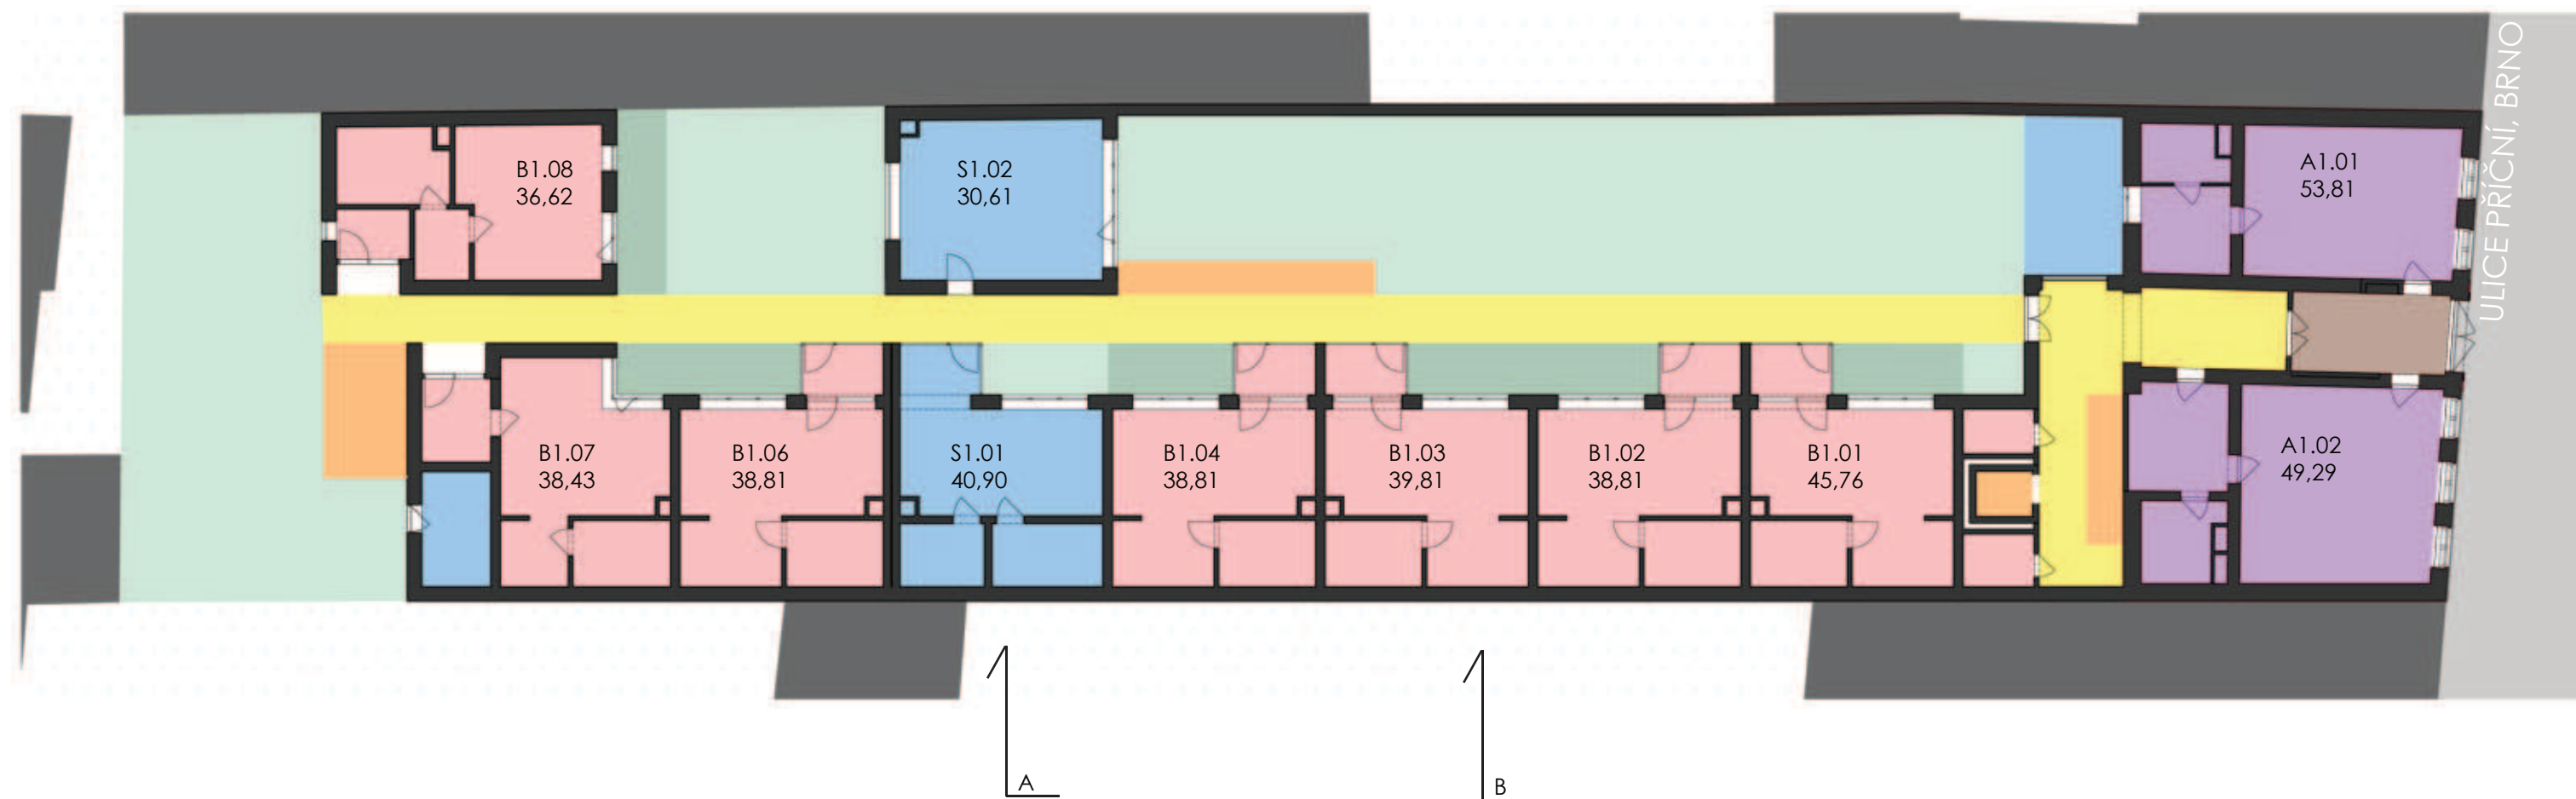 B1.08
36,62
S1.02
30,61
A1.01
53,81
ULICE PŘÍČNÍ, BRNO
B1.07
38,43
B1.06
38,81
S1.01
40,90
B1.04
38,81
B1.03
39,81
B1.02
38,81
B1.01
45,76
A1.02
49,29
A
B